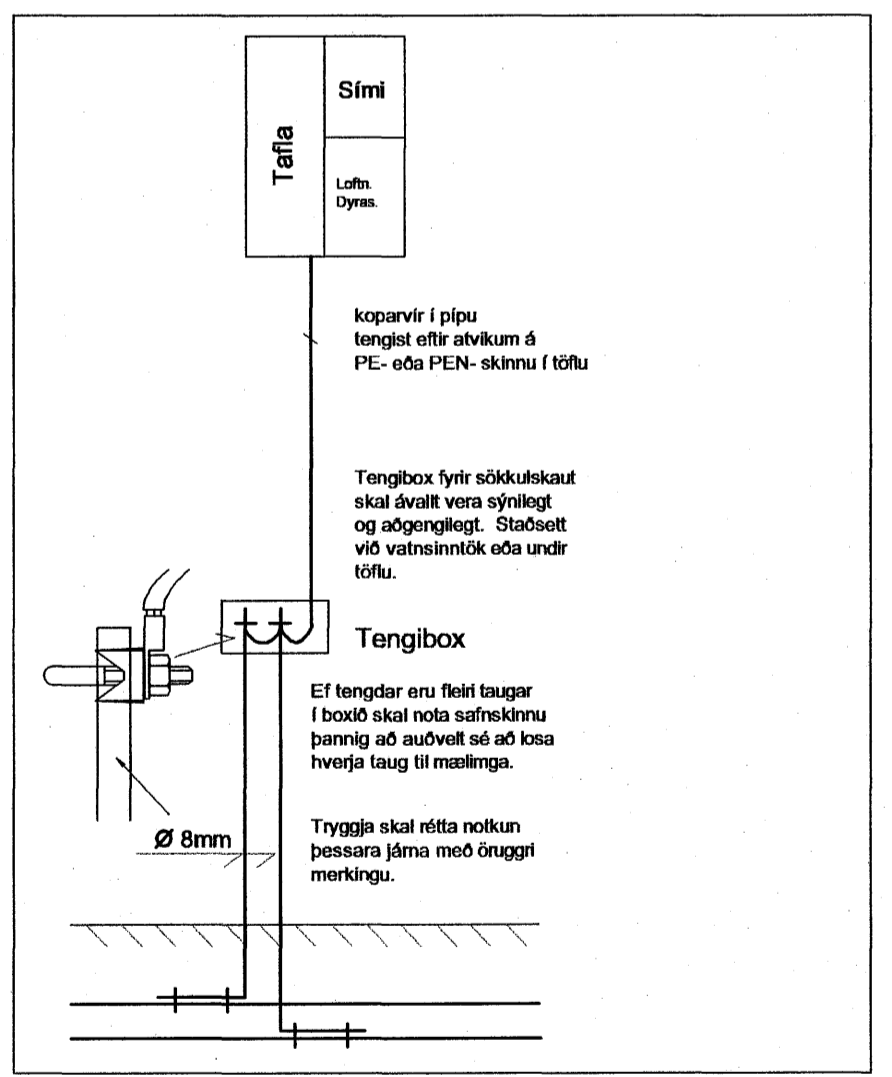 Tafla
Sími
Loftn.
Dyras.
koparvír í pípu
tengist eftir atvikum á
PE- eða PEN- skinnu í töflu
Tengibox fyrir sökkulskaut
skal ávallt vera sýnilegt
og aðgengilegt. Staðsett
við vatnsinntök eða undir
töflu.
Tengibox
Ef tengdar eru fleiri taugar
í boxið skal nota safnskinnu
þannig að auðvelt sé að losa
hverja taug til mælimga.
Ø 8mm
Tryggja skal rétta notkun
þessara járna með öruggri
merkingu.